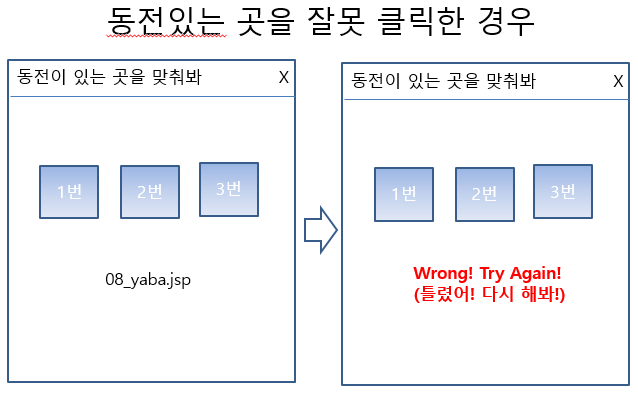 동전있는 곳을 잘못 클릭한 경우
동전이 있는 곳을 맞춰봐 X
1번 2번 3번
08_yaba.jsp
동전이 있는 곳을 맞춰봐 X
1번 2번 3번
Wrong! Try Again!
(틀렸어! 다시 해봐!)